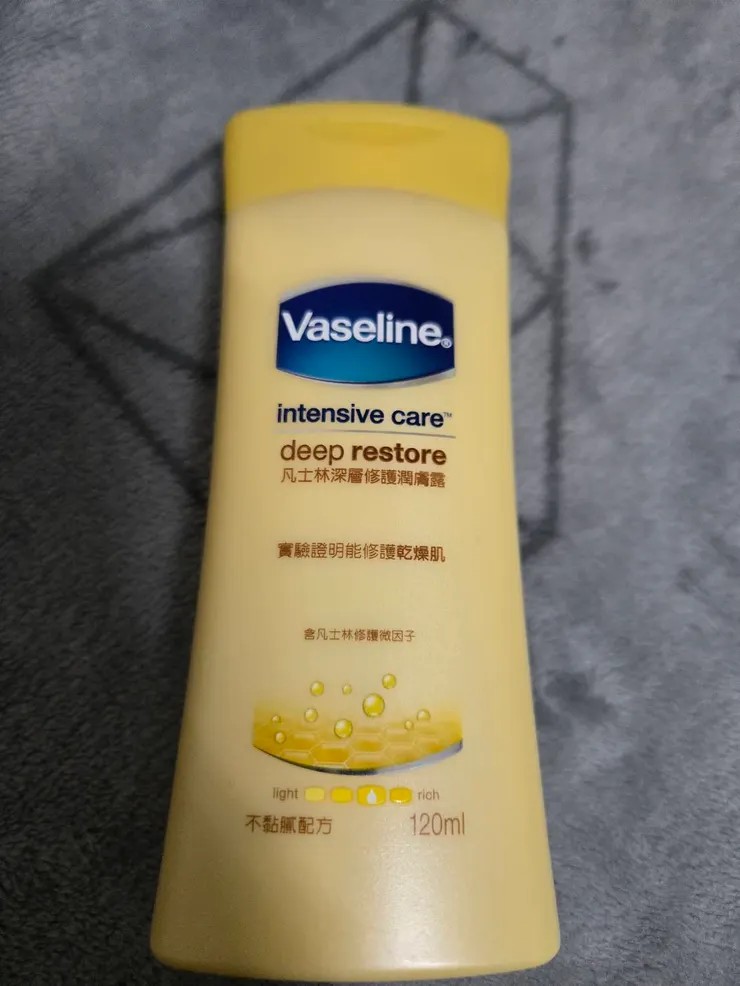 Vaseline®
intensive care™
deep restore
凡士林深層修護潤膚露
實驗證明能修護乾燥肌
含凡士林修護微因子
light rich
不黏膩配方 120ml